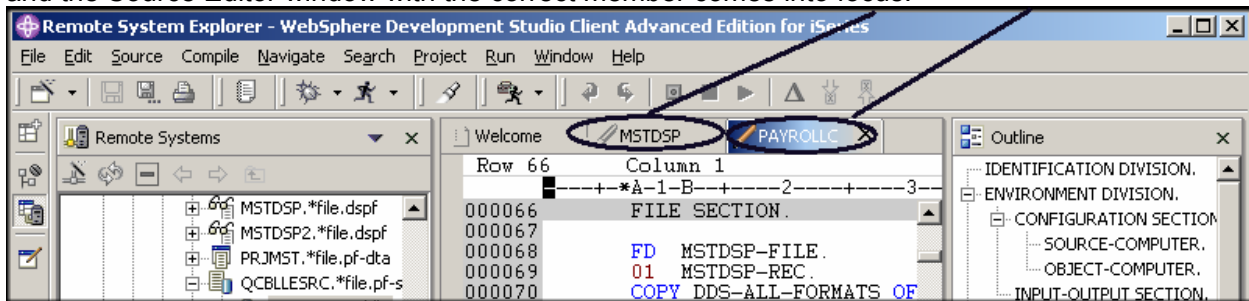 and the Source Editor window with the correct member comes into focus.
Remote System Explorer - WebSphere Development Studio Client Advanced Edition for iSeries
File Edit Source Compile Navigate Search Project Run Window Help
Remote Systems
Welcome MSTDSP PAYROLLC
Outline
Row 66 Column 1
----+-*A-1-B--+----2----+----3--
MSTDSP.*file.dspf
MSTDSP2.*file.dspf
PRJMST.*file.pf-dta
QCBLLESRC.*file.pf-s
000066 FILE SECTION.
000067
000068 FD MSTDSP-FILE.
000069 01 MSTDSP-REC.
000070 COPY DDS-ALL-FORMATS OF
IDENTIFICATION DIVISION.
ENVIRONMENT DIVISION.
CONFIGURATION SECTION
SOURCE-COMPUTER.
OBJECT-COMPUTER.
INPUT-OUTPUT SECTION.